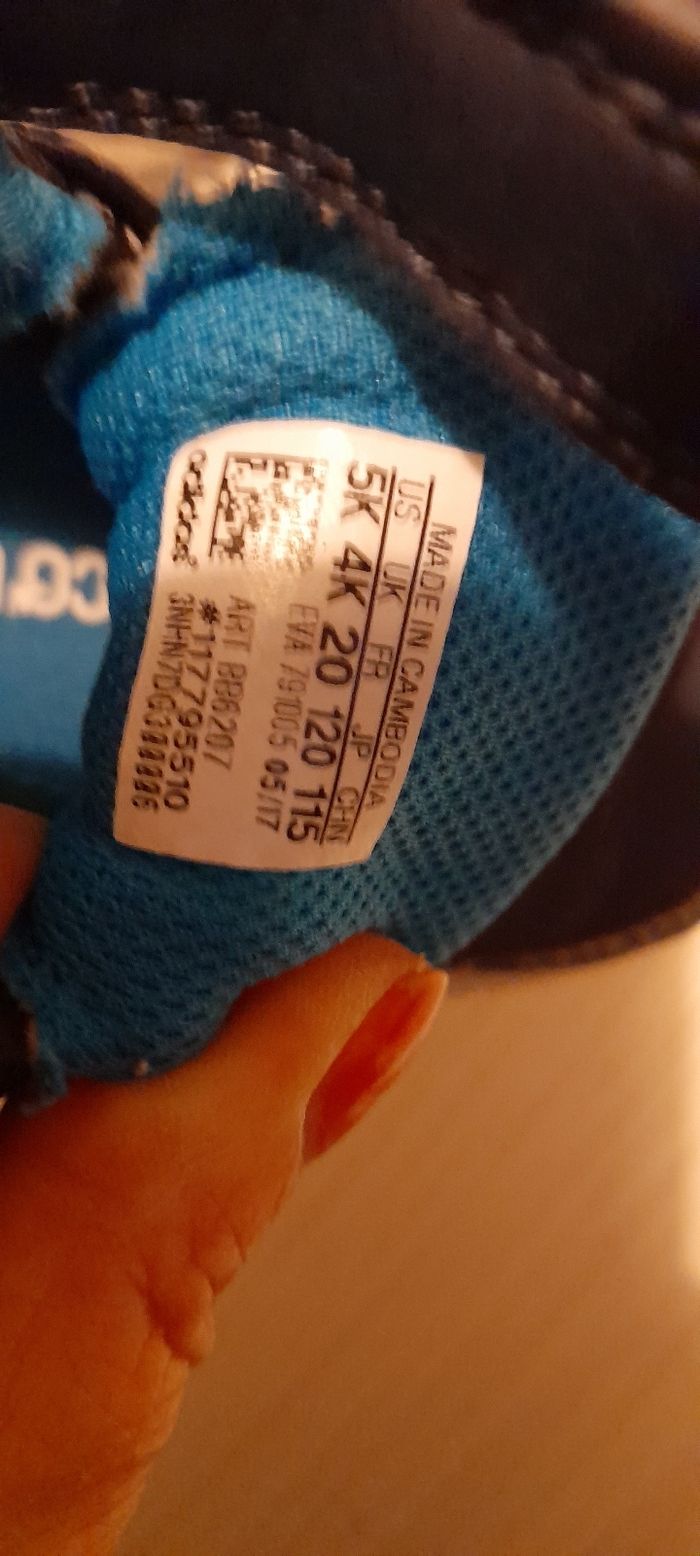 MADE IN CAMBODIA
US UK FR JP CHN
5K 4K 20 120 115
EVA 791005 05/17
ART BB6207
#117795510
adidas